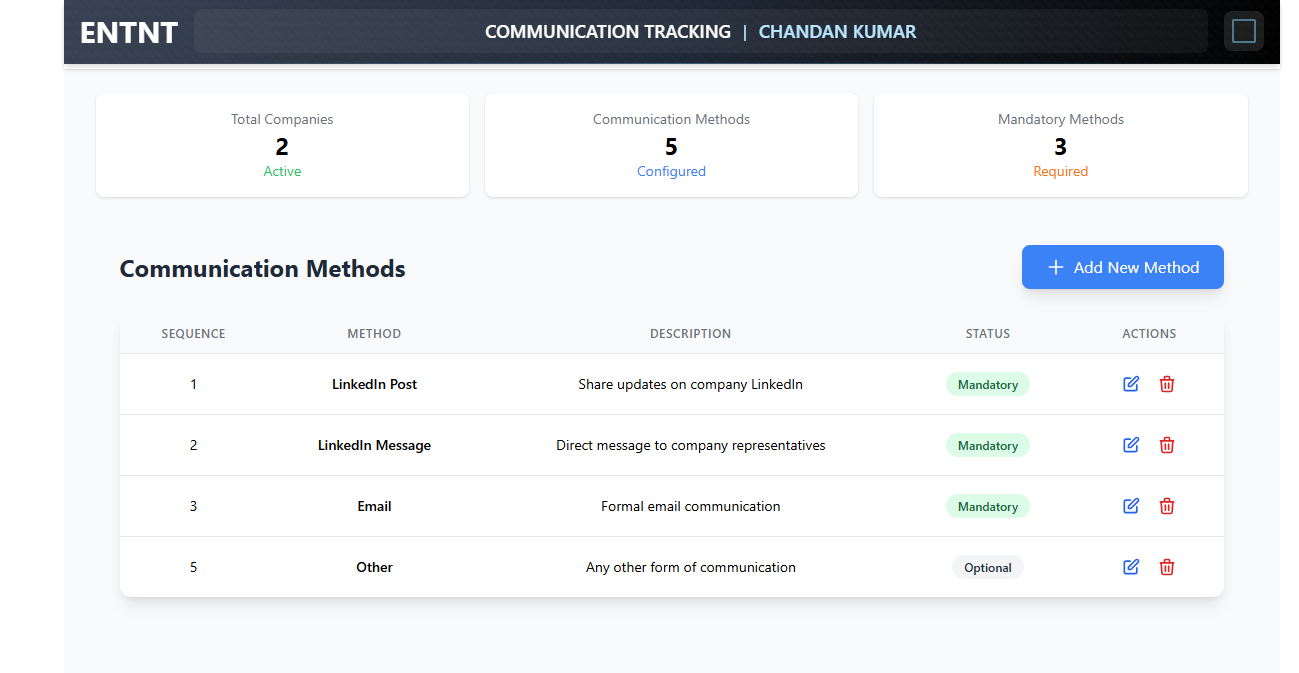 ENTNT
COMMUNICATION TRACKING | CHANDAN KUMAR
Total Companies
2
Active
Communication Methods
5
Configured
Mandatory Methods
3
Required
Communication Methods
Add New Method
SEQUENCE METHOD DESCRIPTION STATUS ACTIONS
1 LinkedIn Post Share updates on company LinkedIn Mandatory
2 LinkedIn Message Direct message to company representatives Mandatory
3 Email Formal email communication Mandatory
5 Other Any other form of communication Optional